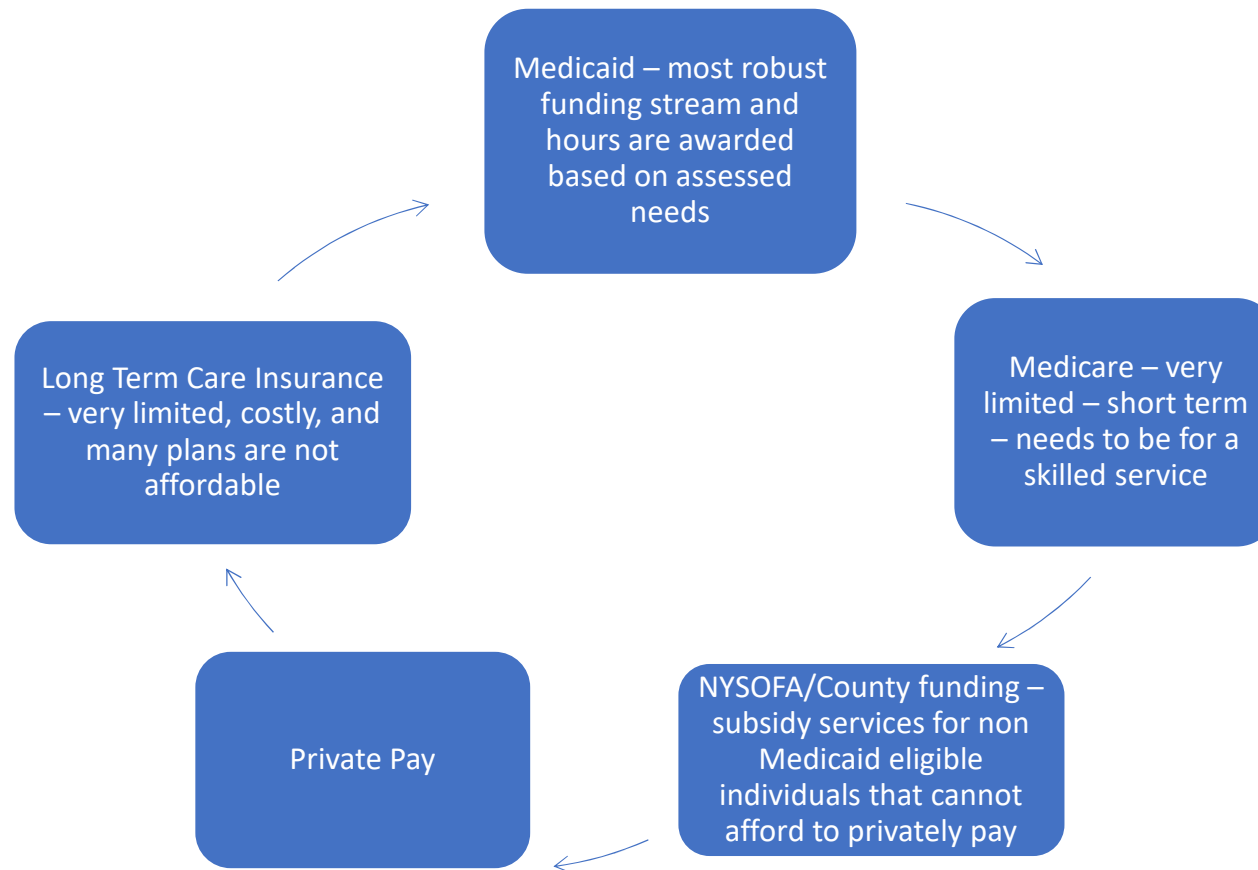 Medicaid – most robust
funding stream and
hours are awarded
based on assessed
needs
Medicare – very
limited – short term
– needs to be for a
skilled service
NYSOFA/County funding –
subsidy services for non
Medicaid eligible
individuals that cannot
afford to privately pay
Private Pay
Long Term Care Insurance
– very limited, costly, and
many plans are not
affordable